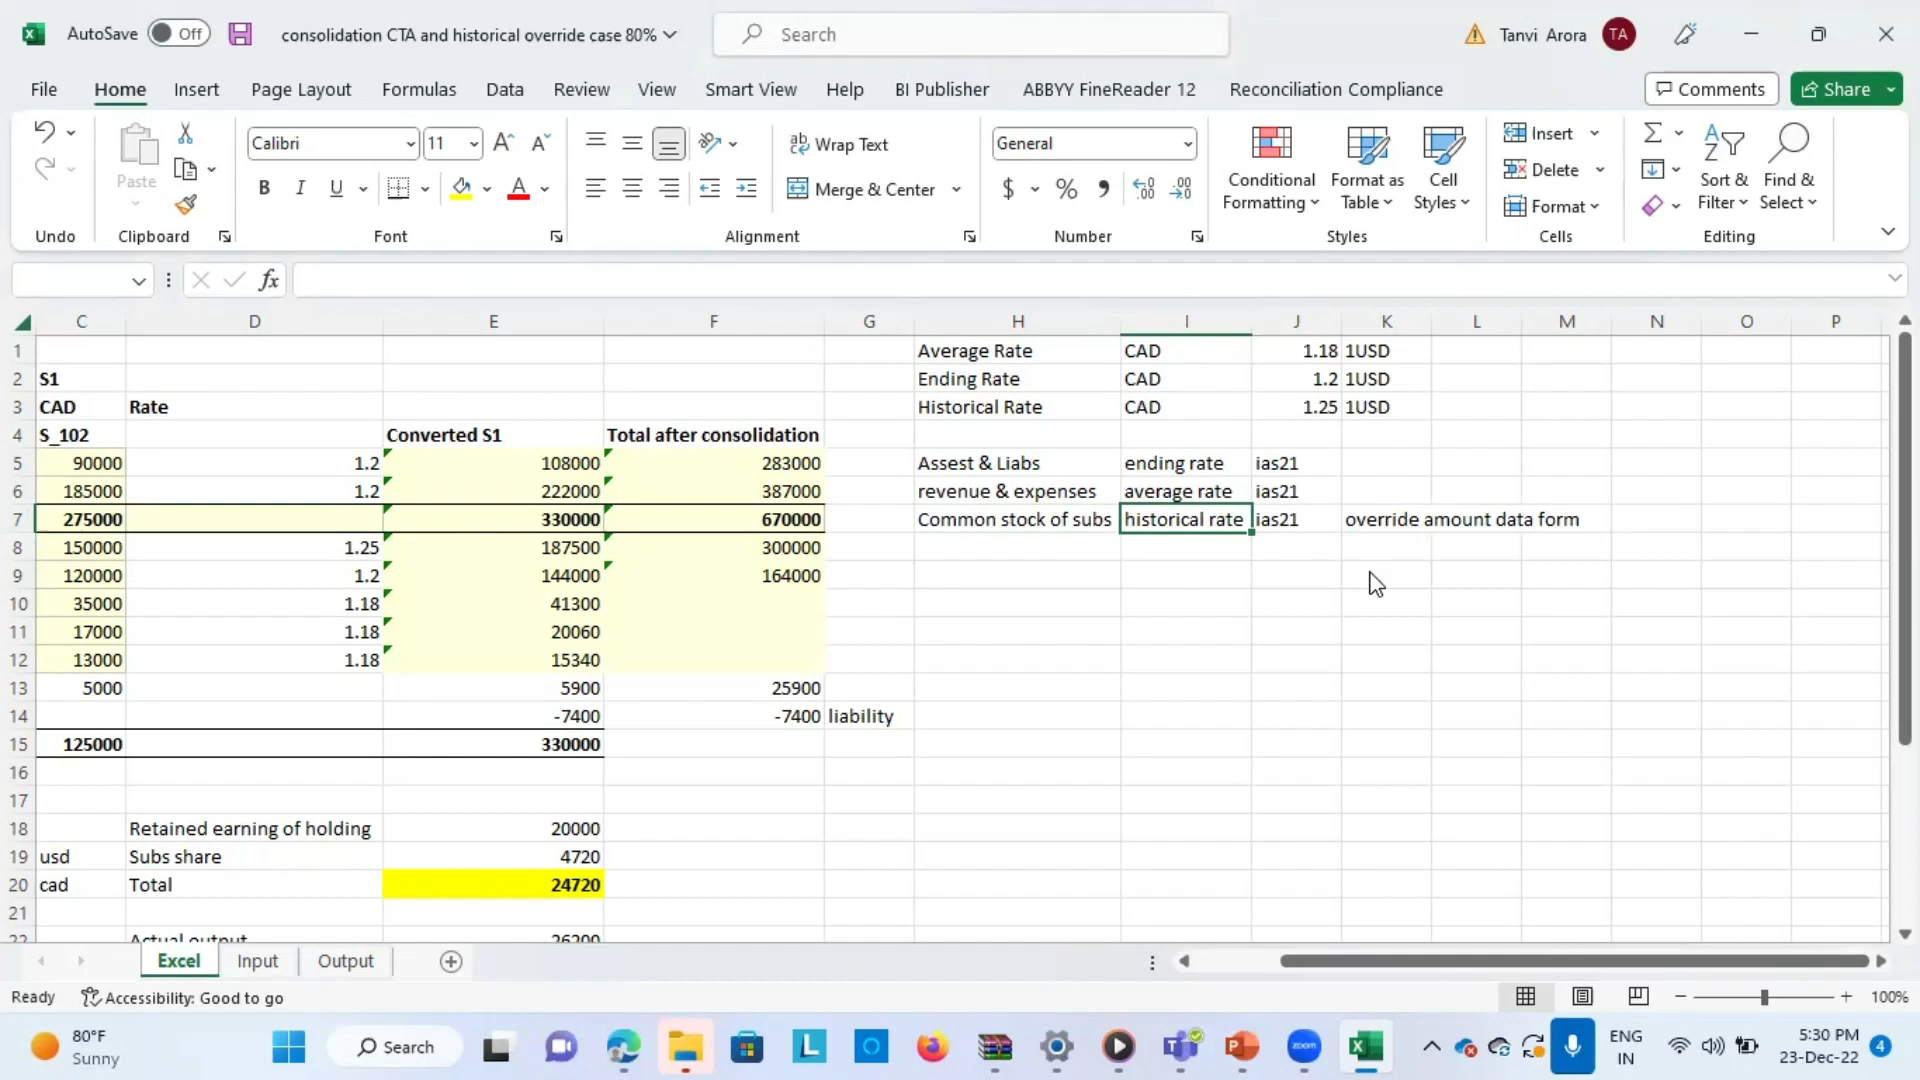 AutoSave Off consolidation CTA and historical override case 80% Search Tanvi Arora TA
File Home Insert Page Layout Formulas Data Review View Smart View Help BI Publisher ABBYY FineReader 12 Reconciliation Compliance Comments Share
Paste Calibri 11 B I U Wrap Text Merge & Center General $ % Conditional Formatting Format as Table Cell Styles Insert Delete Format Sort & Filter Find & Select
Undo Clipboard Font Alignment Number Styles Cells Editing
fx
C D E F G H I J K L M N O P
1 Average Rate CAD 1.18 1USD
2 S1 Ending Rate CAD 1.2 1USD
3 CAD Rate Historical Rate CAD 1.25 1USD
4 S_102 Converted S1 Total after consolidation
5 90000 1.2 108000 283000 Assest & Liabs ending rate ias21
6 185000 1.2 222000 387000 revenue & expenses average rate ias21
7 275000 330000 670000 Common stock of subs historical rate ias21 override amount data form
8 150000 1.25 187500 300000
9 120000 1.2 144000 164000
10 35000 1.18 41300
11 17000 1.18 20060
12 13000 1.18 15340
13 5000 5900 25900
14 -7400 -7400 liability
15 125000 330000
16
17
18 Retained earning of holding 20000
19 usd Subs share 4720
20 cad Total 24720
21
22 Actual output 26200
Excel Input Output
Ready Accessibility: Good to go 100%
80°F
Sunny
Search
zoom
ENG
IN
5:30 PM
23-Dec-22
4